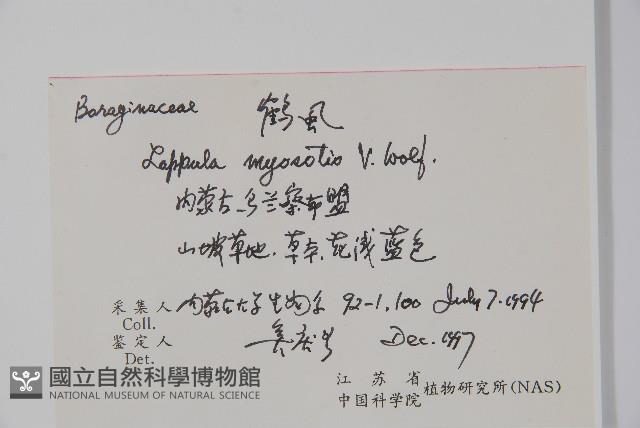 Boraginaceae 鹤虱
Lappula myosotis V. Wolf.
内蒙古乌兰察布盟
山坡草地，草本，花浅蓝色
采集人 内蒙古大学生物系 92-1,100 July 7. 1994
Coll.
鉴定人 Dec. 1997
Det.
國立自然科學博物館
NATIONAL MUSEUM OF NATURAL SCIENCE
江苏省
中国科学院 植物研究所(NAS)